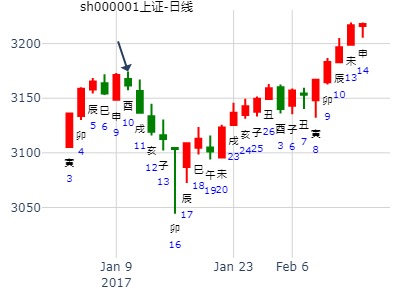 sh000001上证-日线
3200
3150
3100
3050
寅
3
卯
4
辰
5
巳
6
申
9
酉
10
戌
11
亥
12
子
13
卯
16
辰
17
巳
18
午
19
未
20
戌
23
亥
24
子
25
丑
26
酉
3
子
6
丑
7
寅
8
卯
9
辰
10
未
13
申
14
Jan 9
2017
Jan 23
Feb 6